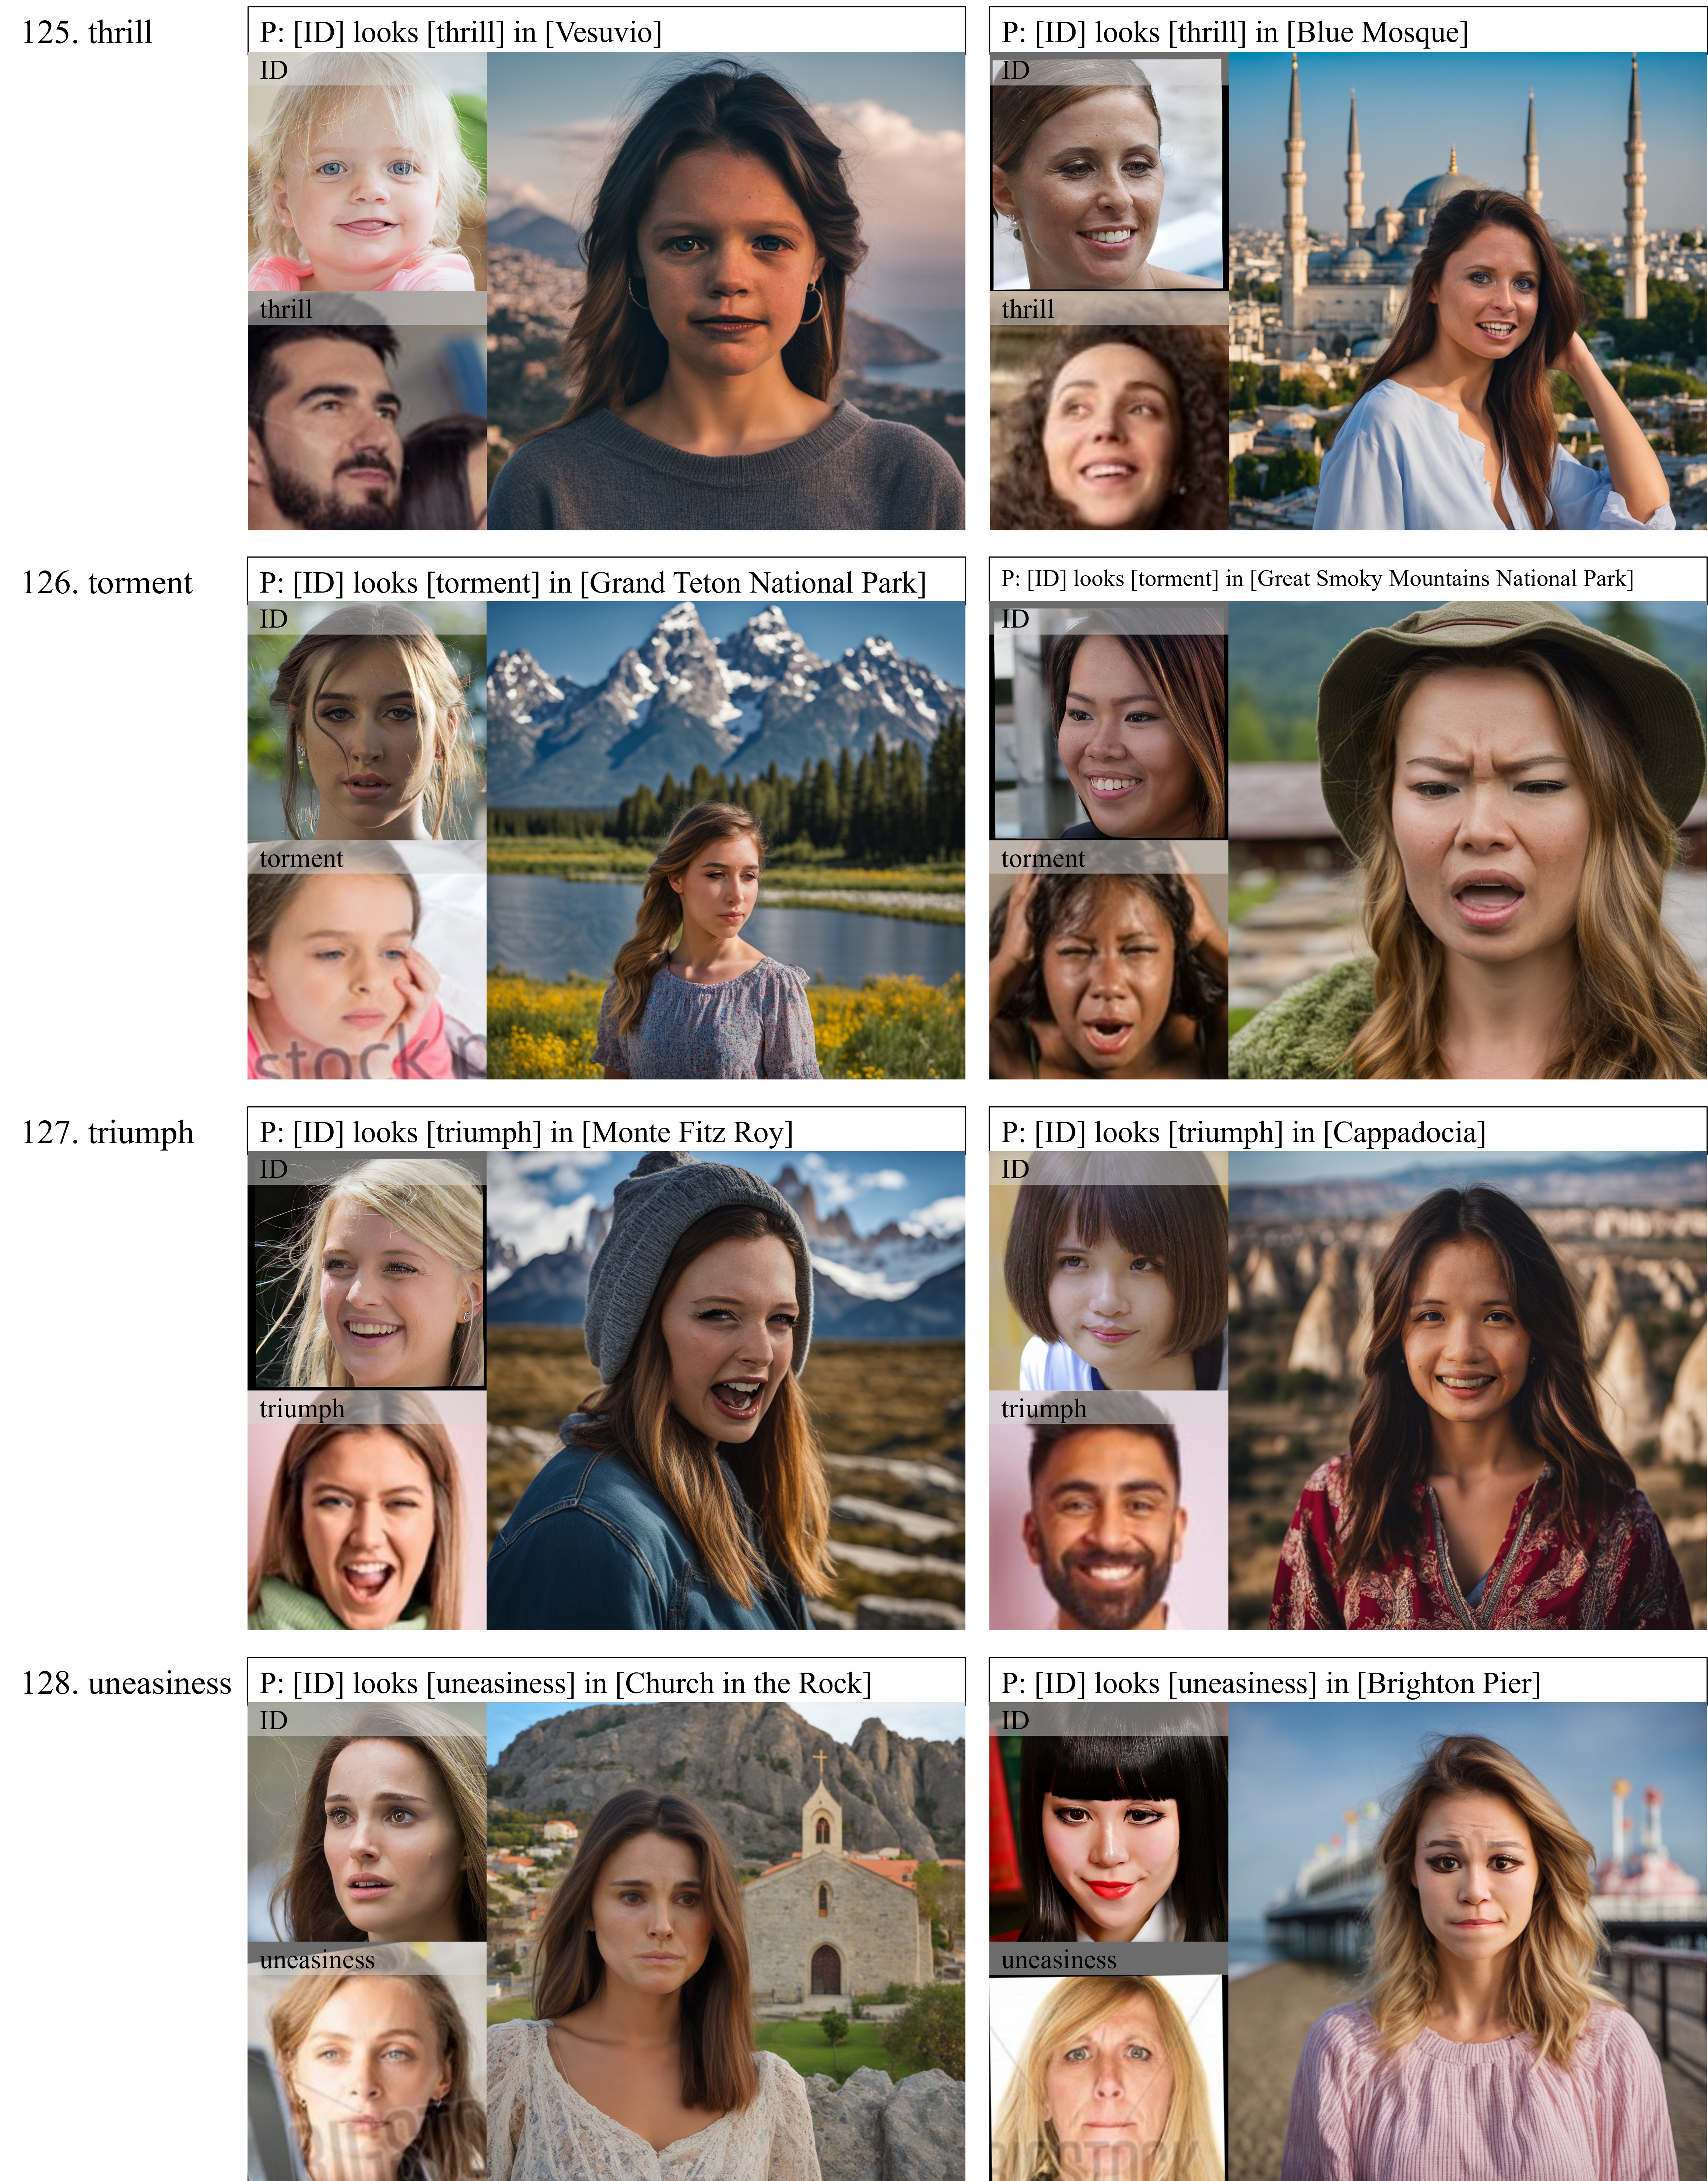 125. thrill
P: [ID] looks [thrill] in [Vesuvio]
ID
thrill
P: [ID] looks [thrill] in [Blue Mosque]
ID
thrill
126. torment
P: [ID] looks [torment] in [Grand Teton National Park]
ID
torment
stock p
P: [ID] looks [torment] in [Great Smoky Mountains National Park]
ID
torment
127. triumph
P: [ID] looks [triumph] in [Monte Fitz Roy]
ID
triumph
P: [ID] looks [triumph] in [Cappadocia]
ID
triumph
128. uneasiness
P: [ID] looks [uneasiness] in [Church in the Rock]
ID
uneasiness
P: [ID] looks [uneasiness] in [Brighton Pier]
ID
uneasiness
BIGSTOCK